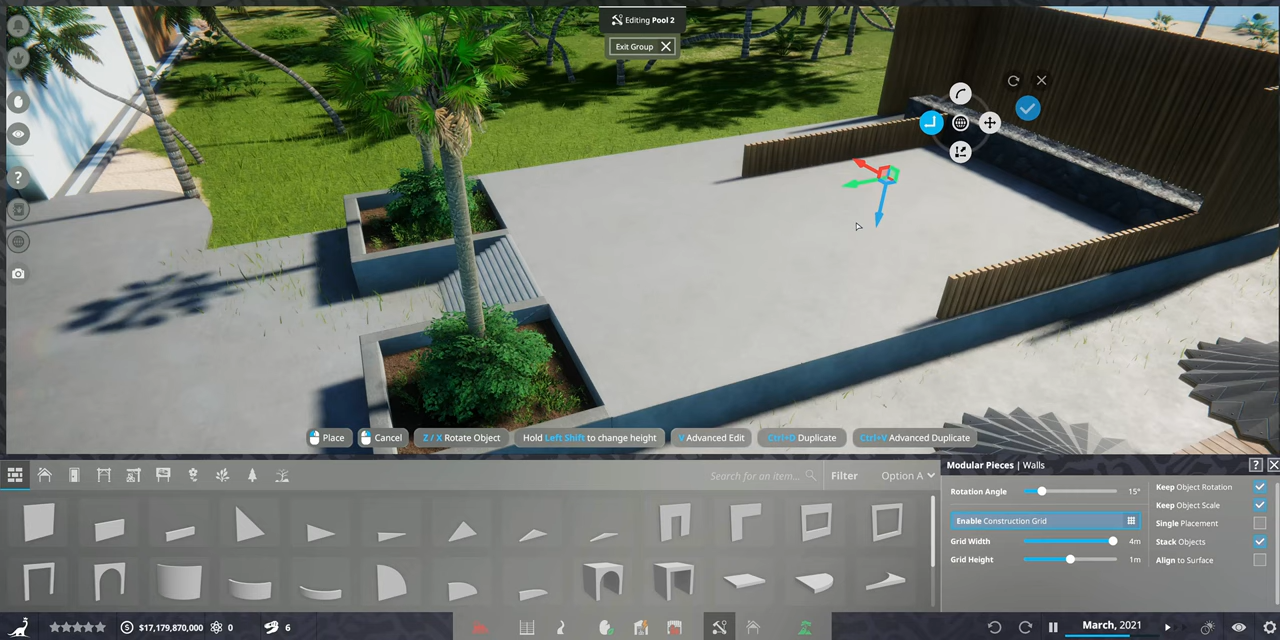 Editing Pool 2
Exit Group
Place
Cancel
Z / X Rotate Object
Hold Left Shift to change height
V Advanced Edit
Ctrl+D Duplicate
Ctrl+V Advanced Duplicate
Search for an item...
Filter
Option A
Modular Pieces | Walls
?
Rotation Angle
15°
Enable Construction Grid
Grid Width
4m
Grid Height
1m
Keep Object Rotation
Keep Object Scale
Single Placement
Stack Objects
Align to Surface
$17,179,870,000
0
6
March, 2021